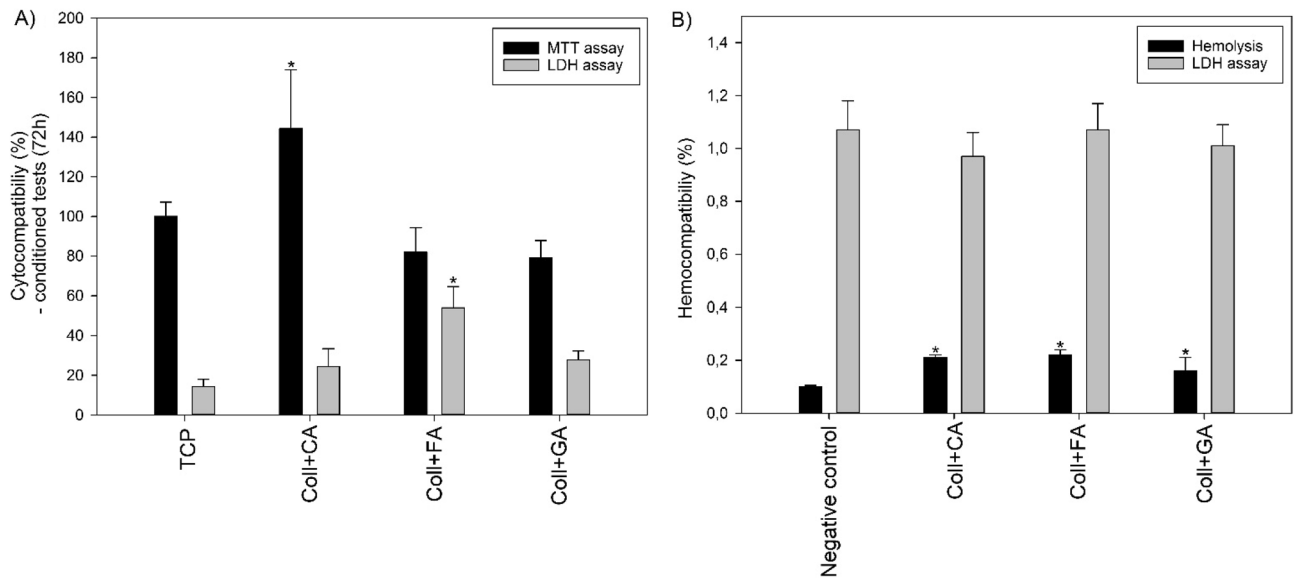 A)
Cytocompatibiliy (%)
- conditioned tests (72h)
200
180
160
140
120
100
80
60
40
20
0
MTT assay
LDH assay
*
*
TCP
Coll+CA
Coll+FA
Coll+GA
B)
Hemocompatibiliy (%)
1,4
1,2
1,0
0,8
0,6
0,4
0,2
0,0
Hemolysis
LDH assay
*
*
*
Negative control
Coll+CA
Coll+FA
Coll+GA